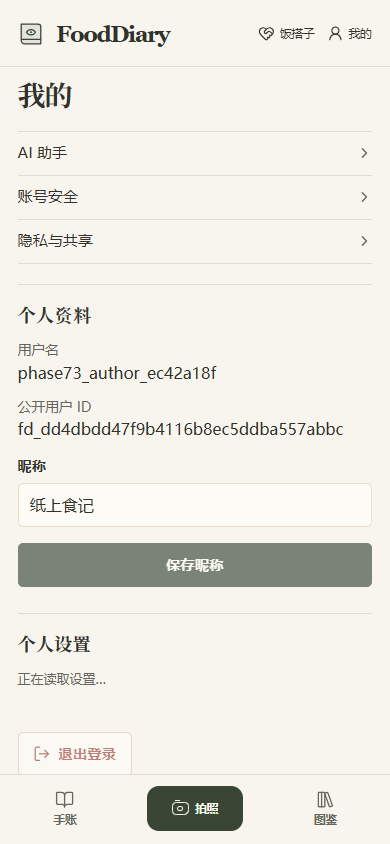 FoodDiary
饭搭子
我的
我的
AI 助手
账号安全
隐私与共享
个人资料
用户名
phase73_author_ec42a18f
公开用户 ID
fd_dd4dbdd47f9b4116b8ec5ddba557abbc
昵称
纸上食记
保存昵称
个人设置
正在读取设置...
退出登录
手账
拍照
图鉴